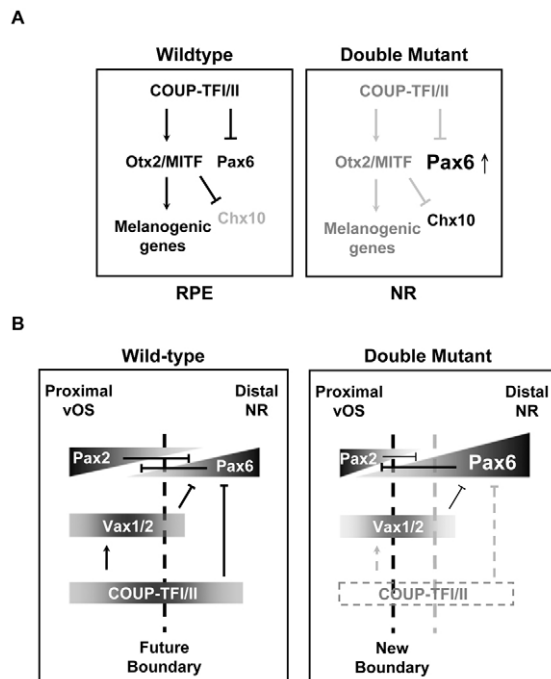 A
Wildtype
Double Mutant
COUP-TFI/II
Otx2/MITF Pax6
Chx10
Melanogenic
genes
RPE
COUP-TFI/II
Otx2/MITF Pax6 ↑
Chx10
Melanogenic
genes
NR
B
Wild-type
Double Mutant
Proximal
vOS
Distal
NR
Pax2
Pax6
Vax1/2
COUP-TFI/II
Future
Boundary
Proximal
vOS
Distal
NR
Pax2
Pax6
Vax1/2
COUP-TFI/II
New
Boundary